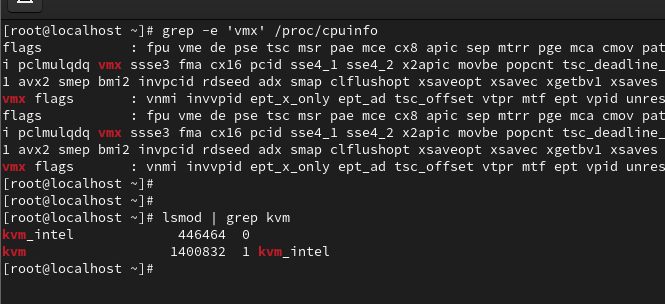 [root@localhost ~]# grep -e 'vmx' /proc/cpuinfo
flags           : fpu vme de pse tsc msr pae mce cx8 apic sep mtrr pge mca cmov pat
i pclmulqdq vmx ssse3 fma cx16 pcid sse4_1 sse4_2 x2apic movbe popcnt tsc_deadline_
1 avx2 smep bmi2 invpcid rdseed adx smap clflushopt xsaveopt xsavec xgetbv1 xsaves
vmx flags       : vnmi invvpid ept_x_only ept_ad tsc_offset vtpr mtf ept vpid unres
flags           : fpu vme de pse tsc msr pae mce cx8 apic sep mtrr pge mca cmov pat
i pclmulqdq vmx ssse3 fma cx16 pcid sse4_1 sse4_2 x2apic movbe popcnt tsc_deadline_
1 avx2 smep bmi2 invpcid rdseed adx smap clflushopt xsaveopt xsavec xgetbv1 xsaves
vmx flags       : vnmi invvpid ept_x_only ept_ad tsc_offset vtpr mtf ept vpid unres
[root@localhost ~]#
[root@localhost ~]#
[root@localhost ~]# lsmod | grep kvm
kvm_intel             446464  0
kvm                  1400832  1 kvm_intel
[root@localhost ~]#